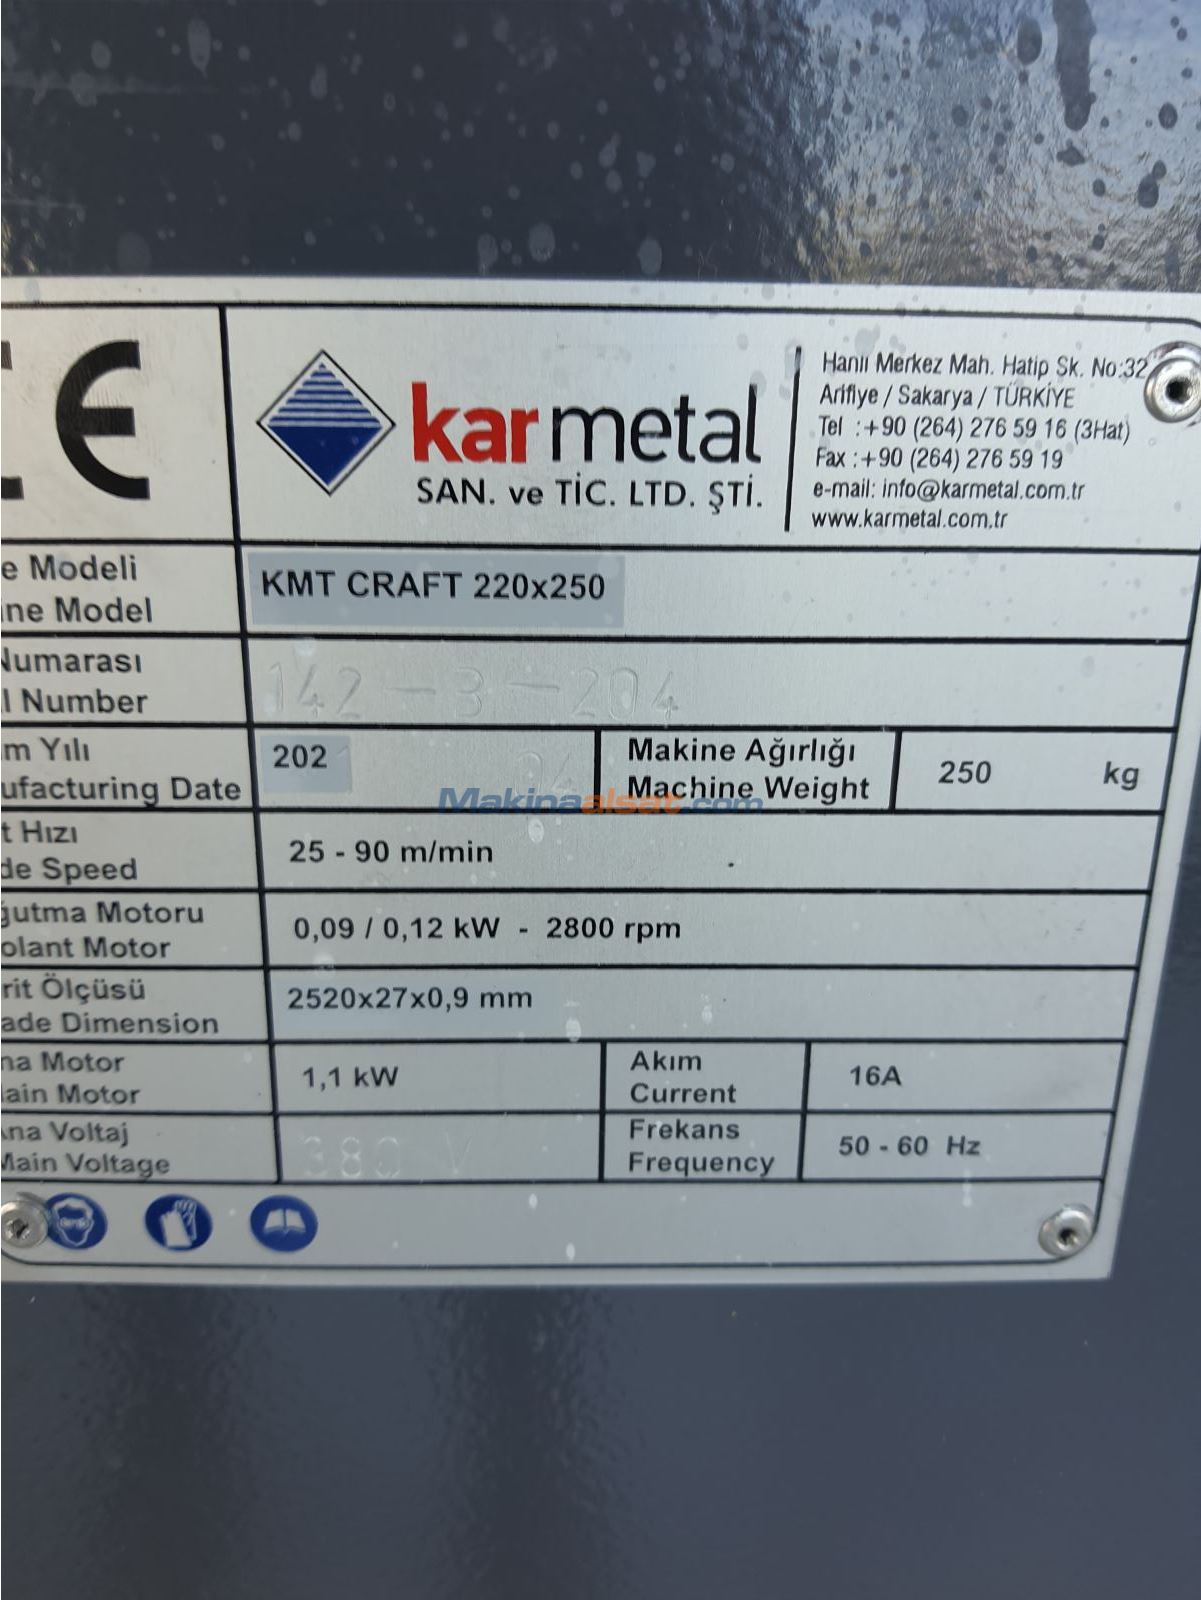 CE
karmetal
SAN. ve TİC. LTD. ŞTİ.
Hanlı Merkez Mah. Hatip Sk. No:32
Arifiye / Sakarya / TÜRKİYE
Tel :+90 (264) 276 59 16 (3Hat)
Fax :+90 (264) 276 59 19
e-mail: info@karmetal.com.tr
www.karmetal.com.tr
e Modeli
ine Model
KMT CRAFT 220x250
Numarası
l Number
142-3-204
m Yılı
ufacturing Date
2021
04
Makine Ağırlığı
Machine Weight
250 kg
Makinaalsat.com
t Hızı
de Speed
25 - 90 m/min
ğutma Motoru
olant Motor
0,09 / 0,12 kW - 2800 rpm
rit Ölçüsü
ade Dimension
2520x27x0,9 mm
na Motor
ain Motor
1,1 kW
Akım
Current
16A
Ana Voltaj
Main Voltage
380 V
Frekans
Frequency
50 - 60 Hz